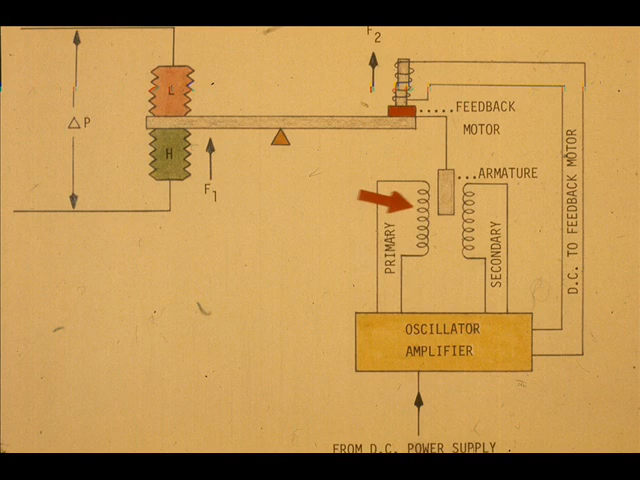 F2
L
FEEDBACK
MOTOR
ΔP
H
F1
ARMATURE
PRIMARY
SECONDARY
D.C. TO FEEDBACK MOTOR
OSCILLATOR
AMPLIFIER
FROM D.C. POWER SUPPLY